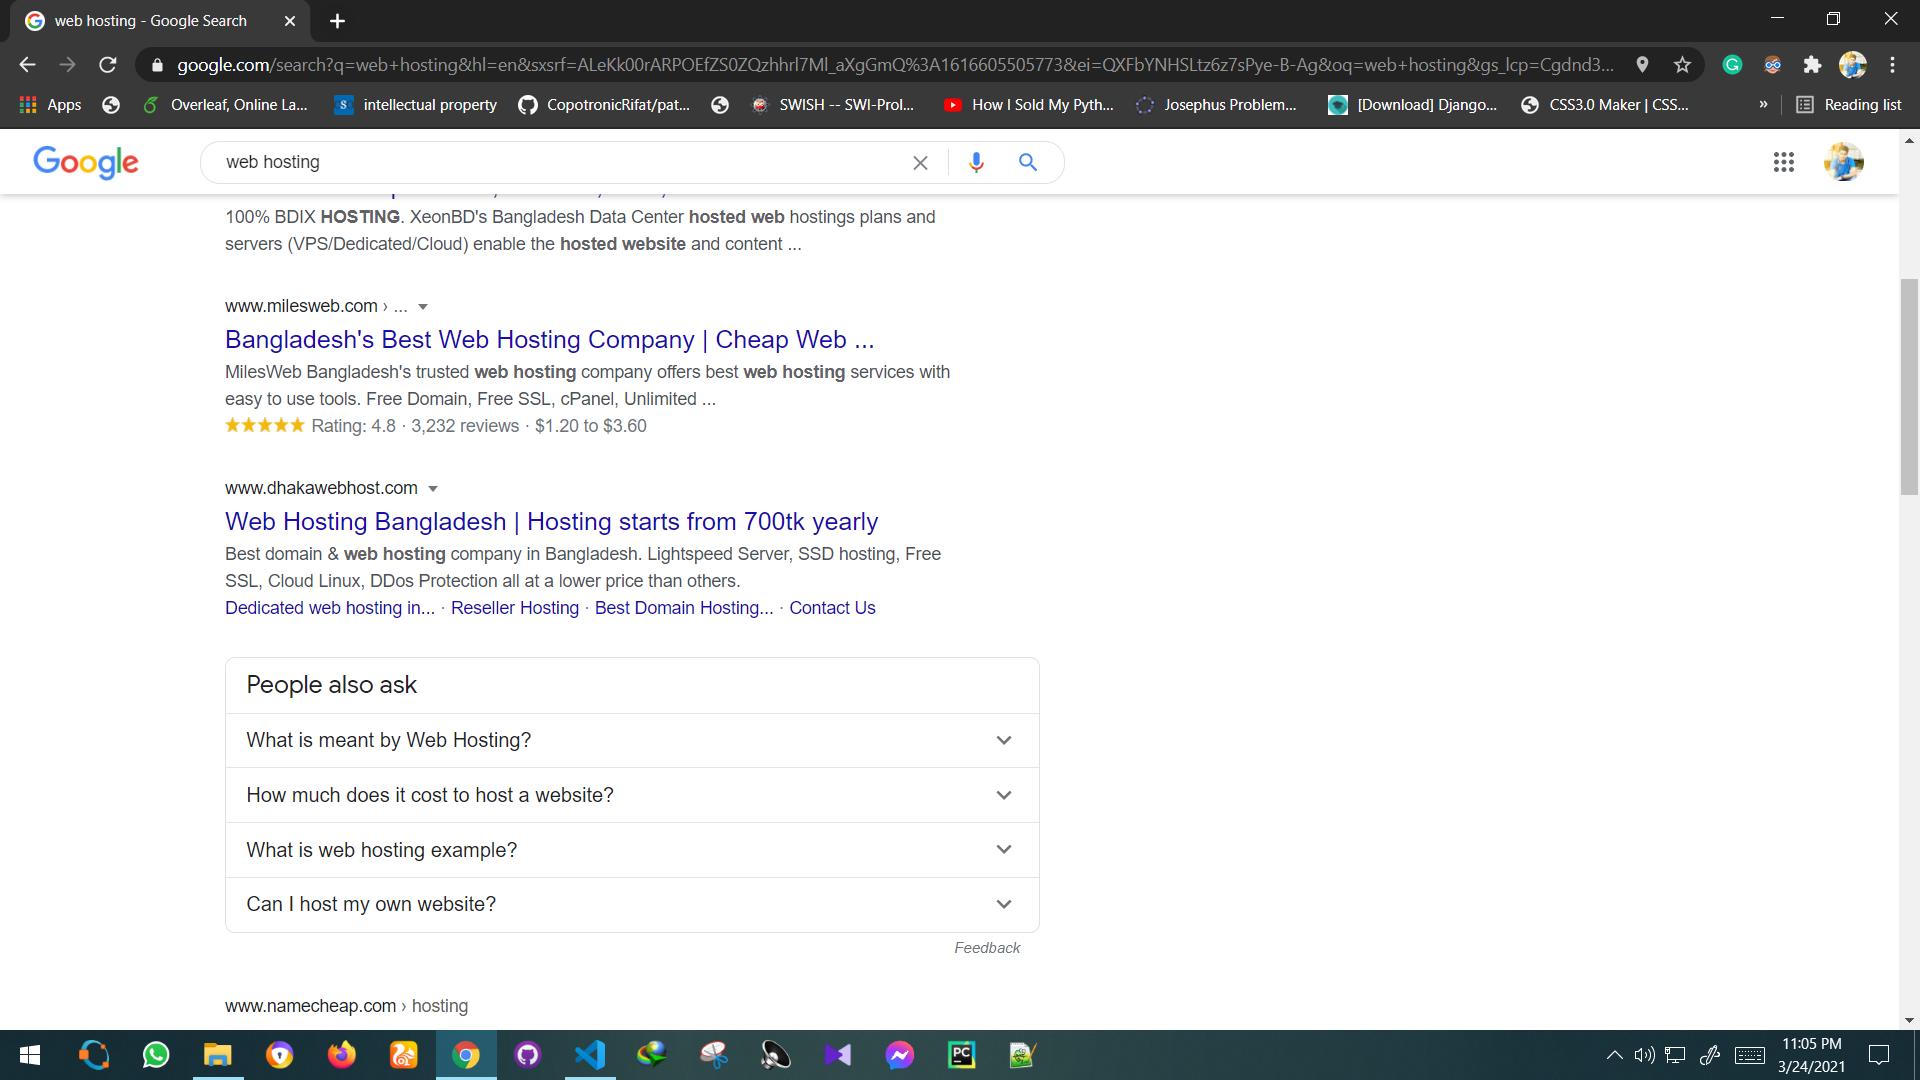 web hosting - Google Search
google.com/search?q=web+hosting&hl=en&sxsrf=ALeKk00rARPOEfZS0ZQzhhrl7Ml_aXgGmQ%3A1616605505773&ei=QXFbYNHSLtz6z7sPye-B-Ag&oq=web+hosting&gs_lcp=Cgdnd3...
Apps Overleaf, Online La... intellectual property CopotronicRifat/pat... SWISH -- SWI-Prol... How I Sold My Pyth... Josephus Problem... [Download] Django... CSS3.0 Maker | CSS... » Reading list
Google web hosting
100% BDIX HOSTING. XeonBD's Bangladesh Data Center hosted web hostings plans and
servers (VPS/Dedicated/Cloud) enable the hosted website and content ...
www.milesweb.com › ...
Bangladesh's Best Web Hosting Company | Cheap Web ...
MilesWeb Bangladesh's trusted web hosting company offers best web hosting services with
easy to use tools. Free Domain, Free SSL, cPanel, Unlimited ...
Rating: 4.8 · 3,232 reviews · $1.20 to $3.60
www.dhakawebhost.com
Web Hosting Bangladesh | Hosting starts from 700tk yearly
Best domain & web hosting company in Bangladesh. Lightspeed Server, SSD hosting, Free
SSL, Cloud Linux, DDos Protection all at a lower price than others.
Dedicated web hosting in... · Reseller Hosting · Best Domain Hosting... · Contact Us
People also ask
What is meant by Web Hosting?
How much does it cost to host a website?
What is web hosting example?
Can I host my own website?
Feedback
www.namecheap.com › hosting
11:05 PM
3/24/2021